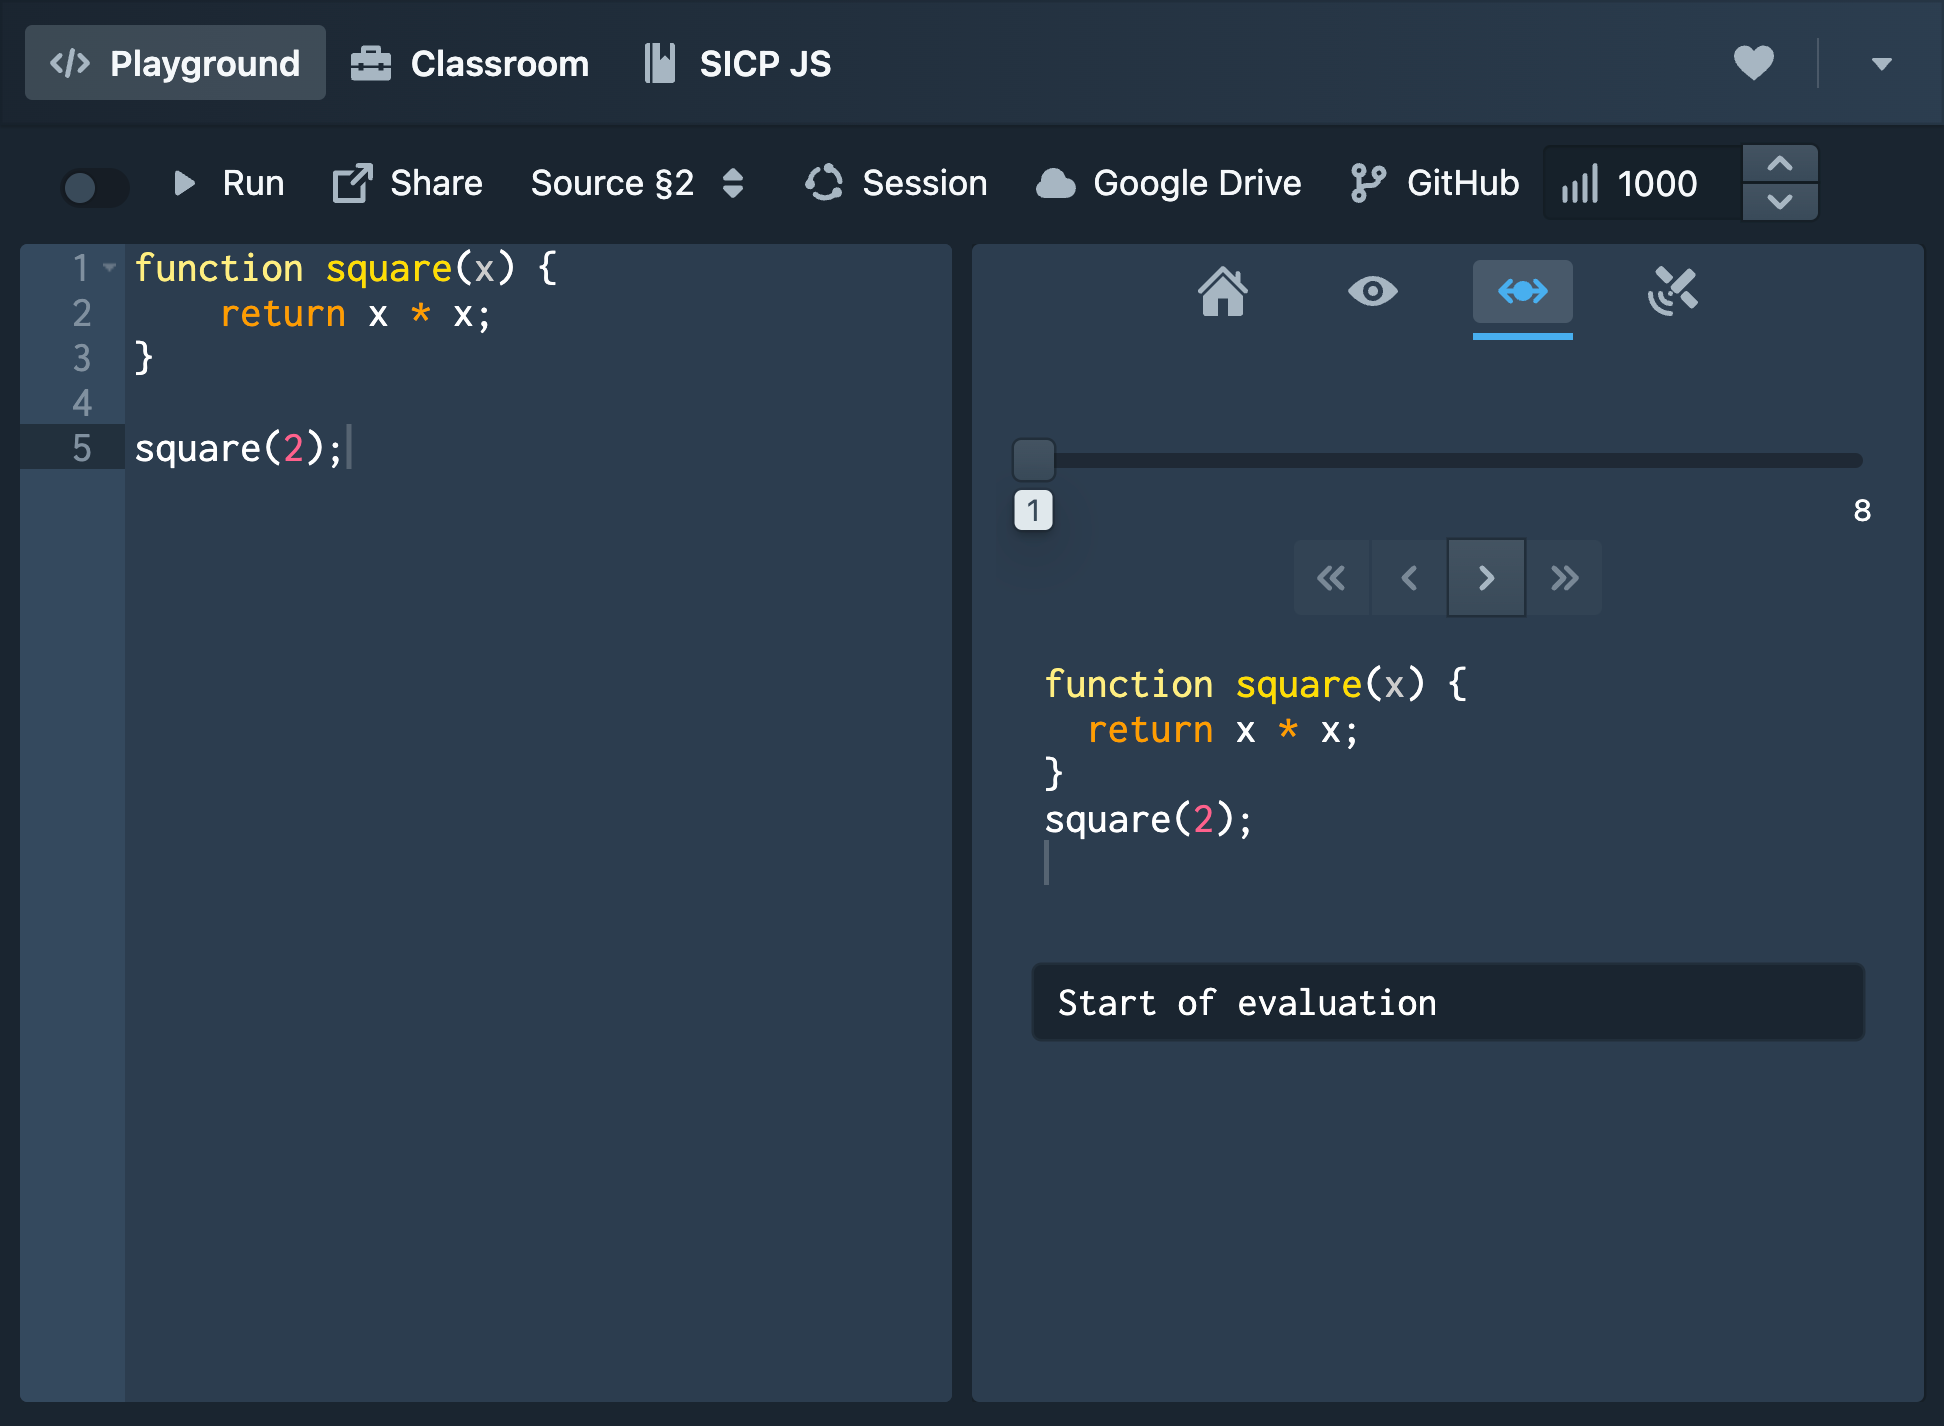 Playground Classroom SICP JS
Run Share Source §2 Session Google Drive GitHub 1000
1 function square(x) {
2     return x * x;
3 }
4
5 square(2);
1 8
function square(x) {
  return x * x;
}
square(2);
Start of evaluation